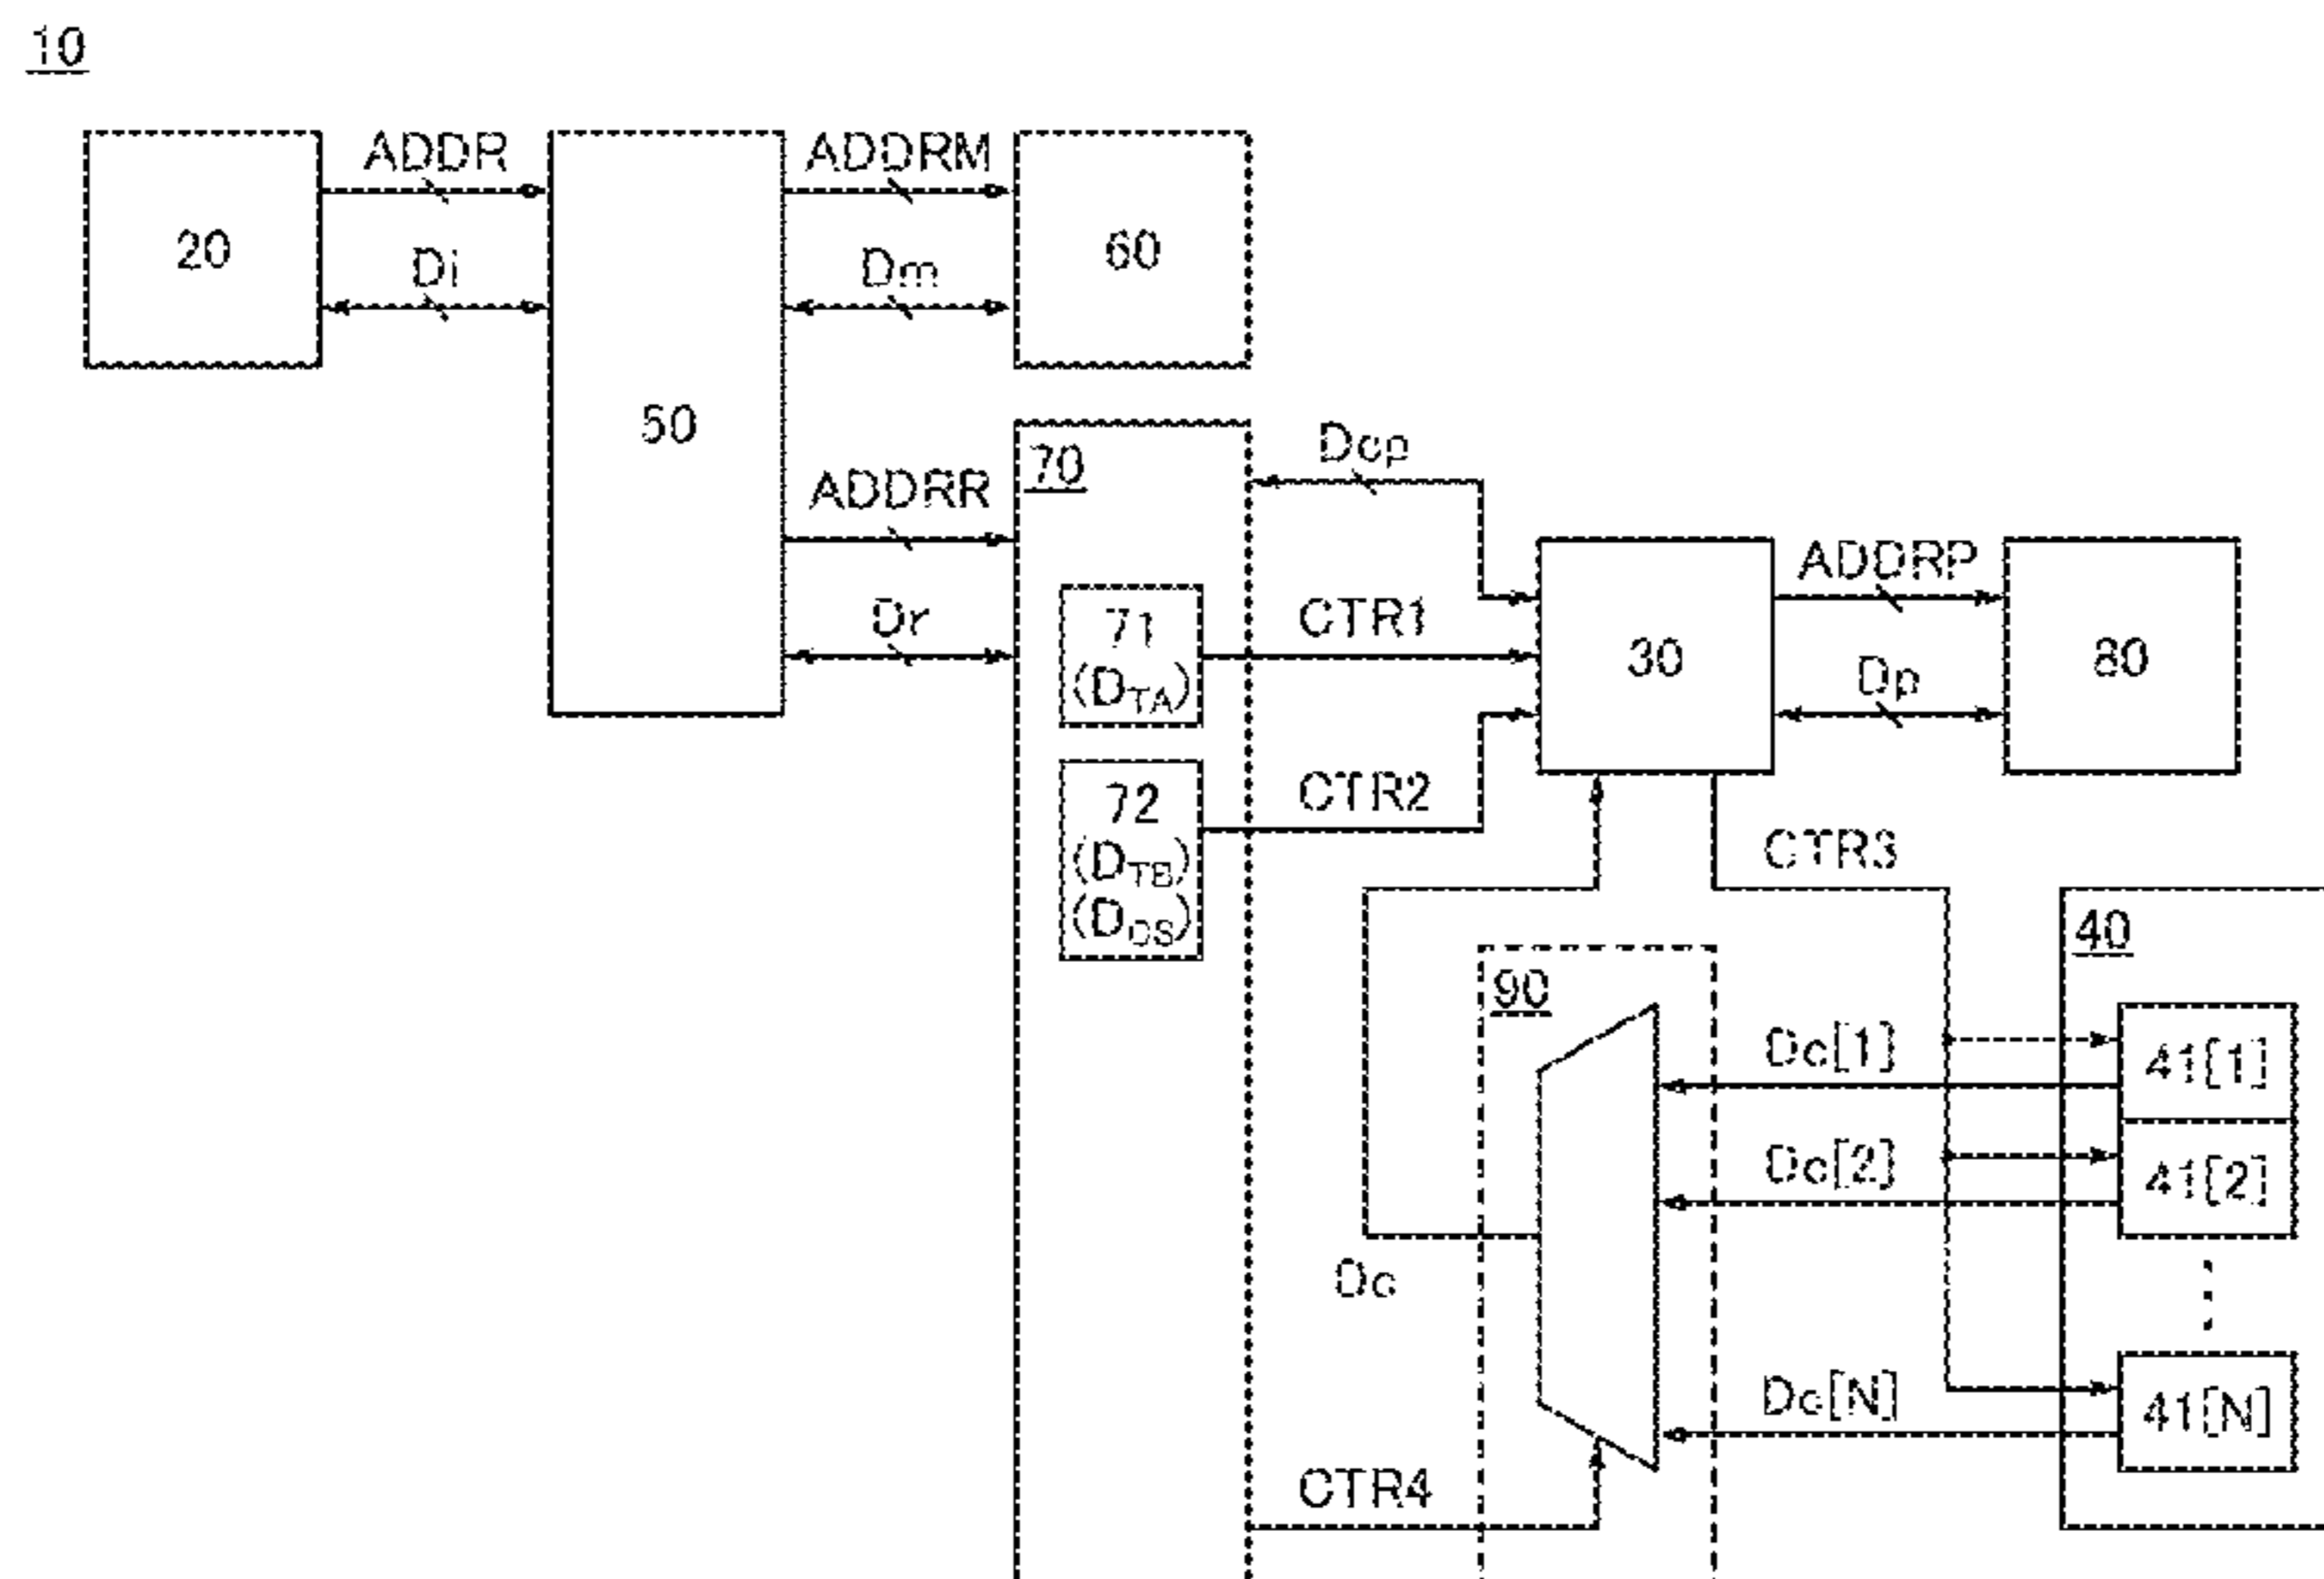 10
ADDR
ADDRM
20
Di
Dm
60
50
Dcp
70
ADDRR
ADDRP
71
CTR1
Dr
30
80
(DTA)
Dp
72
CTR2
(DTB)
CTR3
(DDS)
40
90
Dc[1]
41[1]
Dc[2]
41[2]
Dc
Dc[N]
41[N]
CTR4